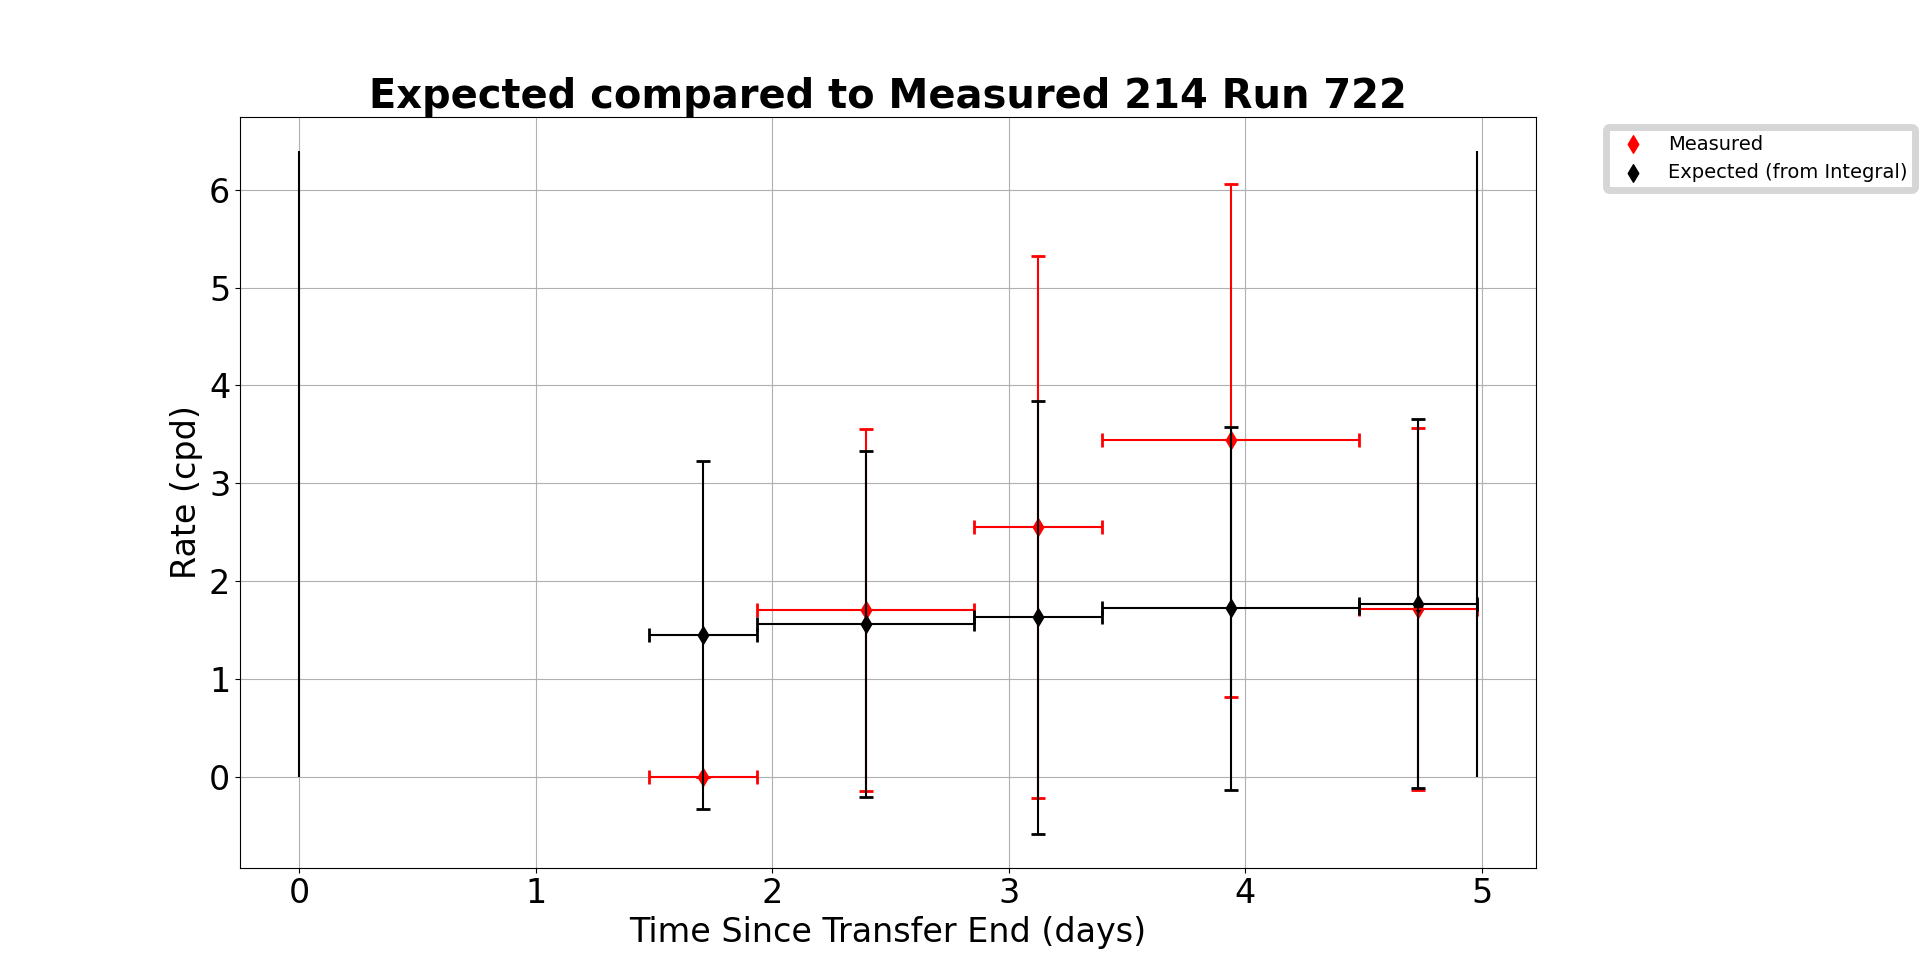 Expected compared to Measured 214 Run 722
Measured
Expected (from Integral)
Rate (cpd)
6
5
4
3
2
1
0
0 1 2 3 4 5
Time Since Transfer End (days)